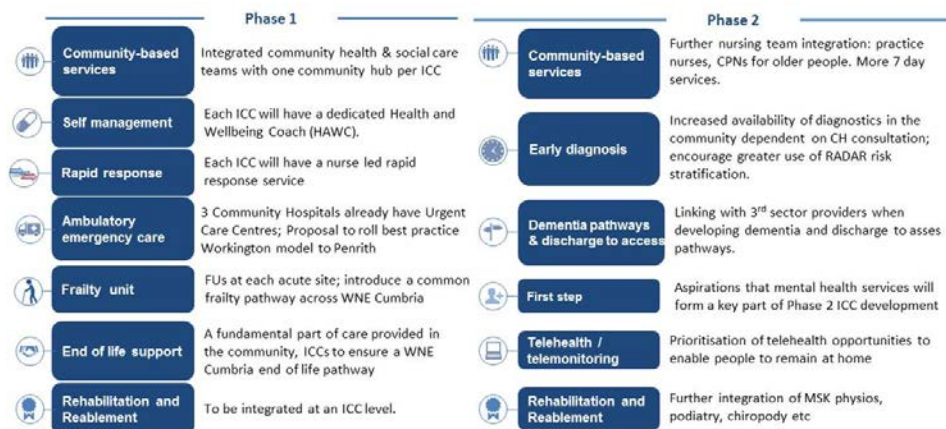 Phase 1
Community-based
services
Integrated community health & social care
teams with one community hub per ICC
Self management
Each ICC will have a dedicated Health and
Wellbeing Coach (HAWC).
Rapid response
Each ICC will have a nurse led rapid
response service
Ambulatory
emergency care
3 Community Hospitals already have Urgent
Care Centres; Proposal to roll best practice
Workington model to Penrith
Frailty unit
FUs at each acute site; introduce a common
frailty pathway across WNE Cumbria
End of life support
A fundamental part of care provided in
the community, ICCs to ensure a WNE
Cumbria end of life pathway
Rehabilitation and
Reablement
To be integrated at an ICC level.
Phase 2
Community-based
services
Further nursing team integration: practice
nurses, CPNs for older people. More 7 day
services.
Early diagnosis
Increased availability of diagnostics in the
community dependent on CH consultation;
encourage greater use of RADAR risk
stratification.
Dementia pathways
& discharge to access
Linking with 3rd sector providers when
developing dementia and discharge to asses
pathways.
First step
Aspirations that mental health services will
form a key part of Phase 2 ICC development
Telehealth /
telemonitoring
Prioritisation of telehealth opportunities to
enable people to remain at home
Rehabilitation and
Reablement
Further integration of MSK physios,
podiatry, chiropody etc